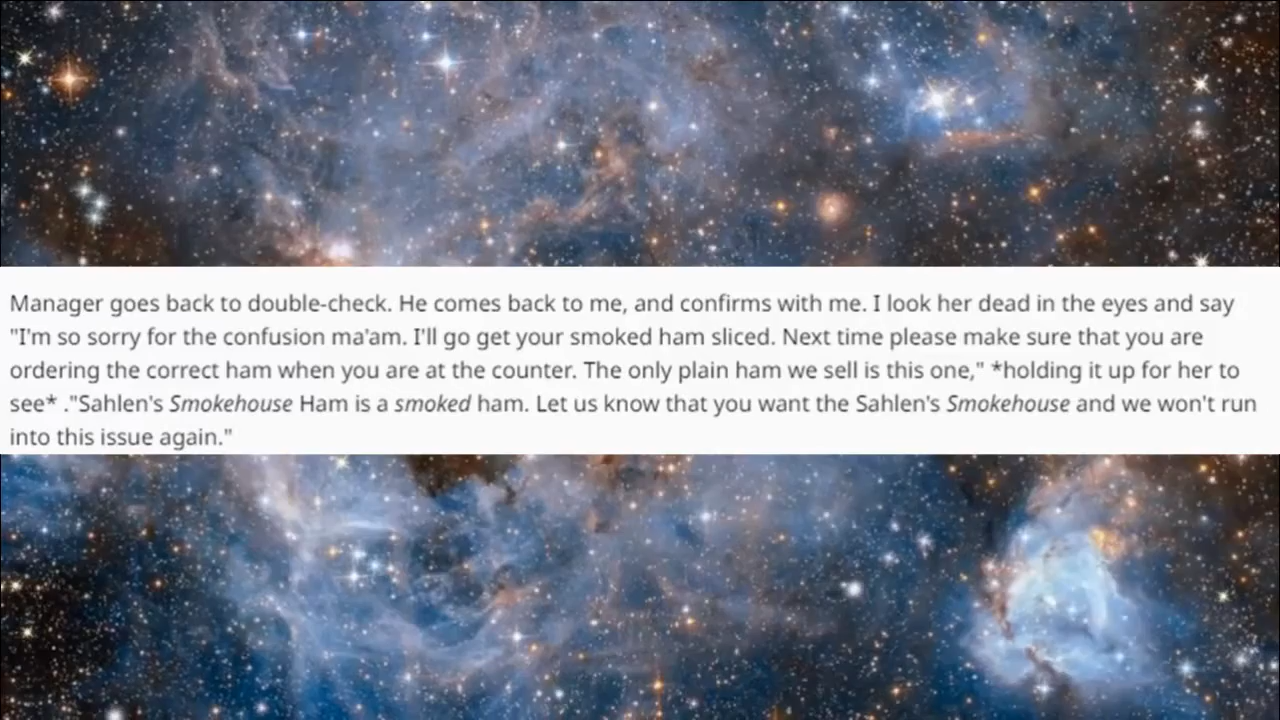 Manager goes back to double-check. He comes back to me, and confirms with me. I look her dead in the eyes and say
"I'm so sorry for the confusion ma'am. I'll go get your smoked ham sliced. Next time please make sure that you are
ordering the correct ham when you are at the counter. The only plain ham we sell is this one," *holding it up for her to
see* ."Sahlen's Smokehouse Ham is a smoked ham. Let us know that you want the Sahlen's Smokehouse and we won't run
into this issue again."